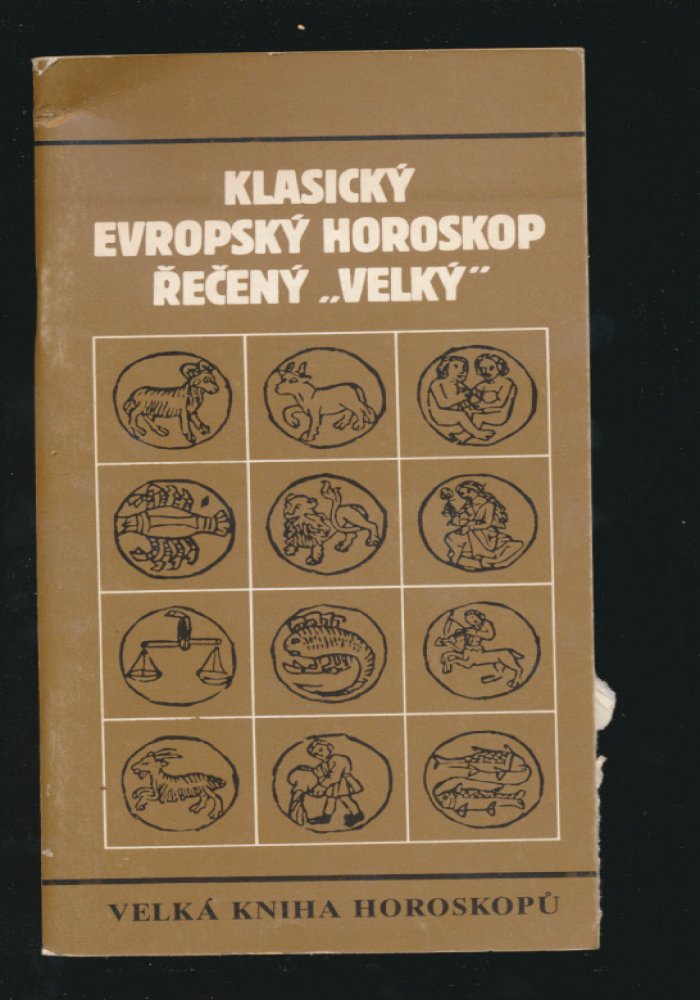 KLASICKÝ
EVROPSKÝ HOROSKOP
ŘEČENÝ „VELKÝ“
VELKÁ KNIHA HOROSKOPŮ